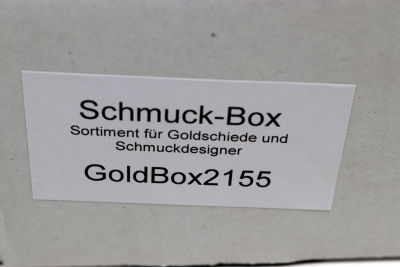 Schmuck-Box
Sortiment für Goldschiede und
Schmuckdesigner
GoldBox2155